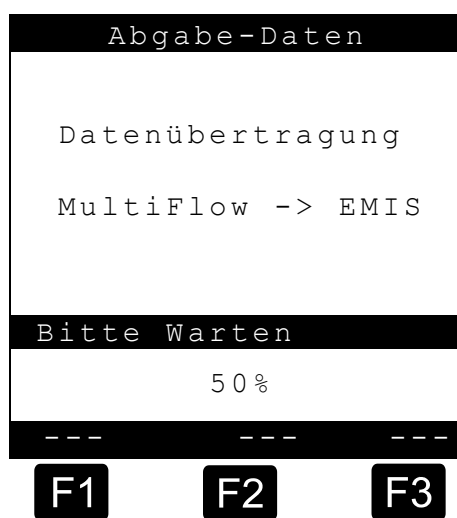 Abgabe-Daten
Datenübertragung
MultiFlow -> EMIS
Bitte Warten
50%
--- --- ---
F1 F2 F3